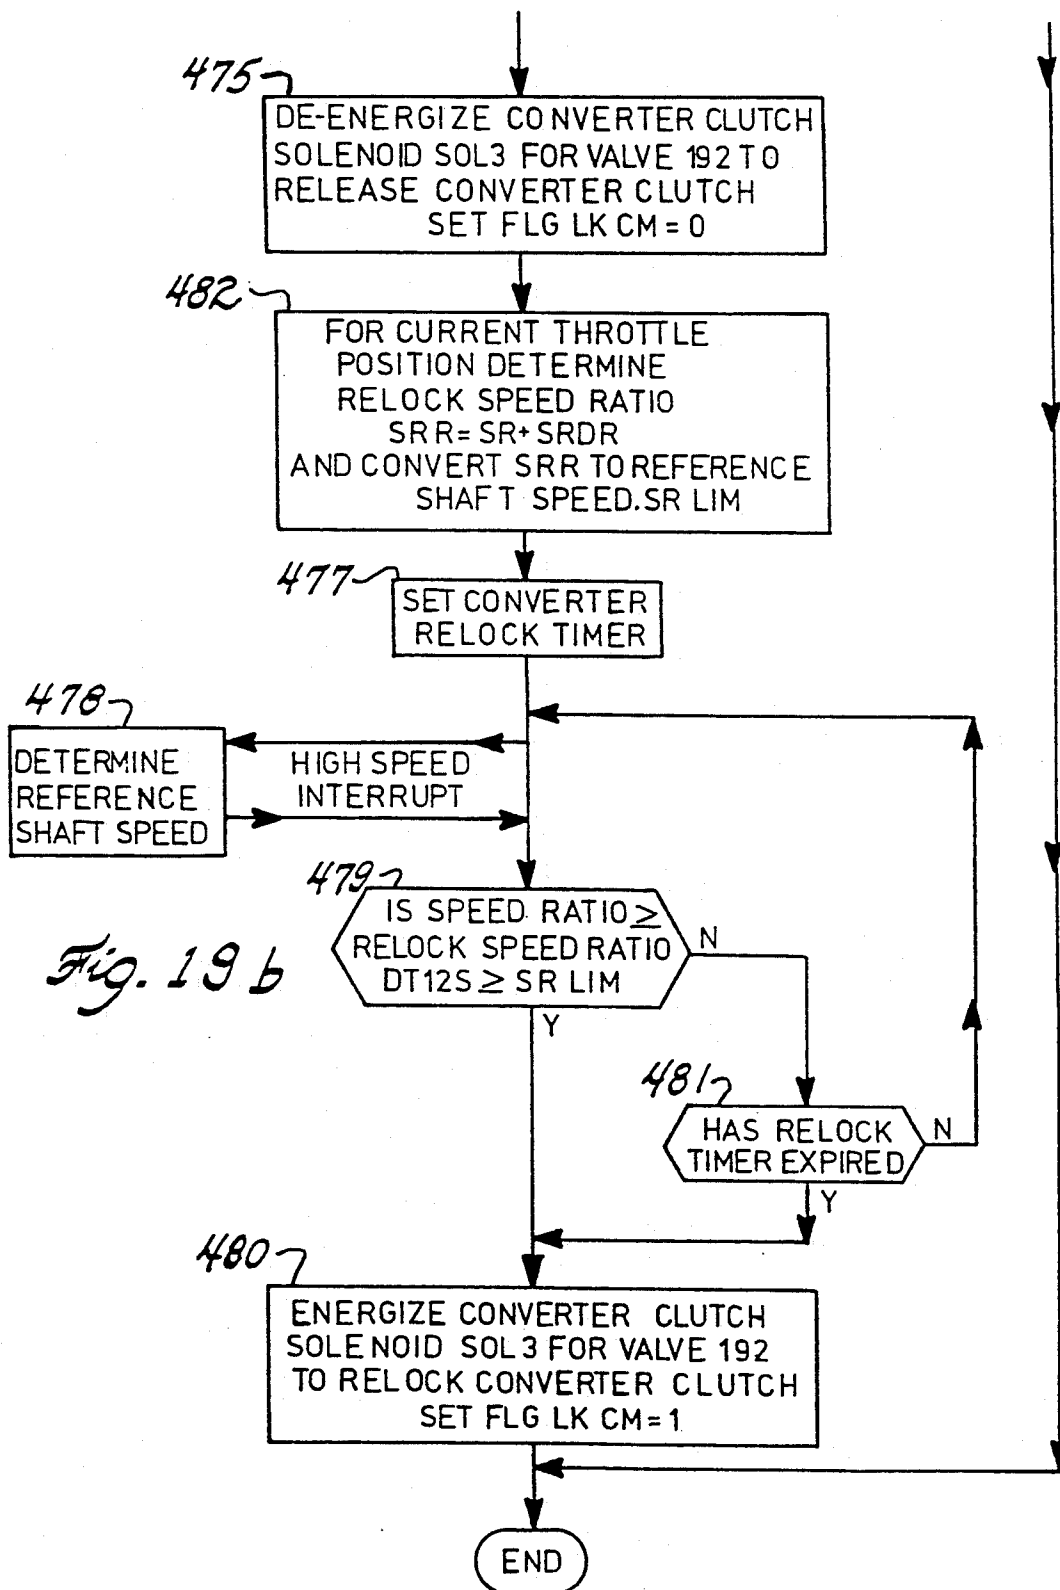 475
DE-ENERGIZE CONVERTER CLUTCH
SOLENOID SOL3 FOR VALVE 192 TO
RELEASE CONVERTER CLUTCH
SET FLG LK CM = 0
482
FOR CURRENT THROTTLE
POSITION DETERMINE
RELOCK SPEED RATIO
SRR = SR + SRDR
AND CONVERT SRR TO REFERENCE
SHAFT SPEED.SR LIM
477
SET CONVERTER
RELOCK TIMER
478
DETERMINE
REFERENCE
SHAFT SPEED
HIGH SPEED
INTERRUPT
479
IS SPEED RATIO ≥
RELOCK SPEED RATIO
DT12S ≥ SR LIM
N
Y
Fig. 19b
481
HAS RELOCK
TIMER EXPIRED
N
Y
480
ENERGIZE CONVERTER CLUTCH
SOLENOID SOL3 FOR VALVE 192
TO RELOCK CONVERTER CLUTCH
SET FLG LK CM = 1
END